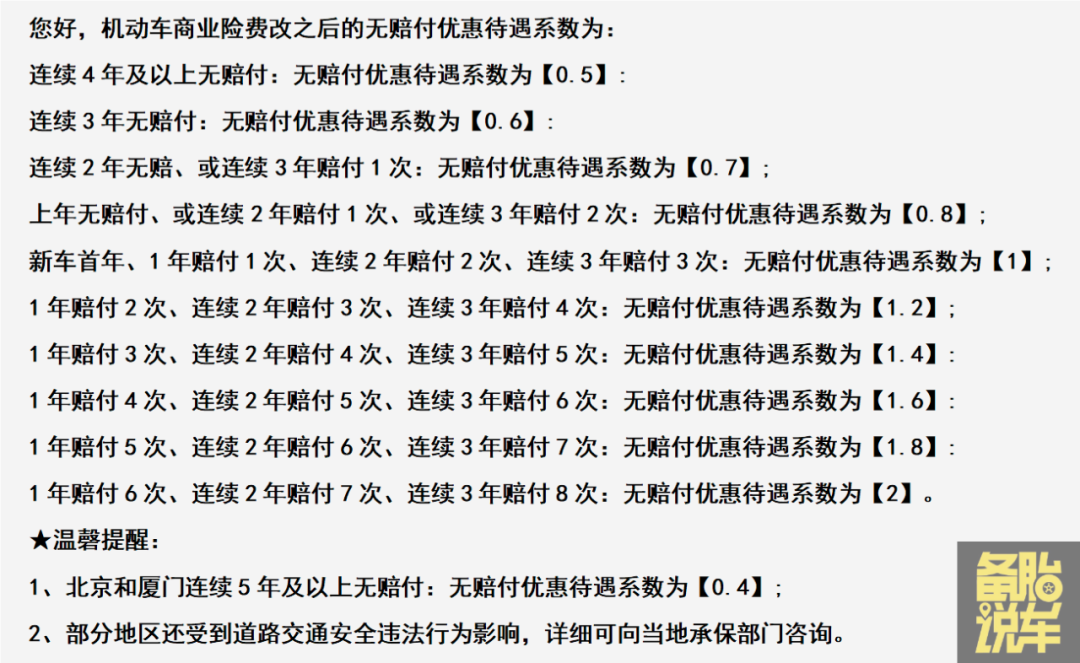 您好，机动车商业险费改之后的无赔付优惠待遇系数为：
连续4年及以上无赔付：无赔付优惠待遇系数为【0.5】：
连续3年无赔付：无赔付优惠待遇系数为【0.6】：
连续2年无赔、或连续3年赔付1次：无赔付优惠待遇系数为【0.7】；
上年无赔付、或连续2年赔付1次、或连续3年赔付2次：无赔付优惠待遇系数为【0.8】；
新车首年、1年赔付1次、连续2年赔付2次、连续3年赔付3次：无赔付优惠待遇系数为【1】；
1年赔付2次、连续2年赔付3次、连续3年赔付4次：无赔付优惠待遇系数为【1.2】；
1年赔付3次、连续2年赔付4次、连续3年赔付5次：无赔付优惠待遇系数为【1.4】：
1年赔付4次、连续2年赔付5次、连续3年赔付6次：无赔付优惠待遇系数为【1.6】：
1年赔付5次、连续2年赔付6次、连续3年赔付7次：无赔付优惠待遇系数为【1.8】：
1年赔付6次、连续2年赔付7次、连续3年赔付8次：无赔付优惠待遇系数为【2】。
★温馨提醒：
1、北京和厦门连续5年及以上无赔付：无赔付优惠待遇系数为【0.4】；
2、部分地区还受到道路交通安全违法行为影响，详细可向当地承保部门咨询。
备胎
说车